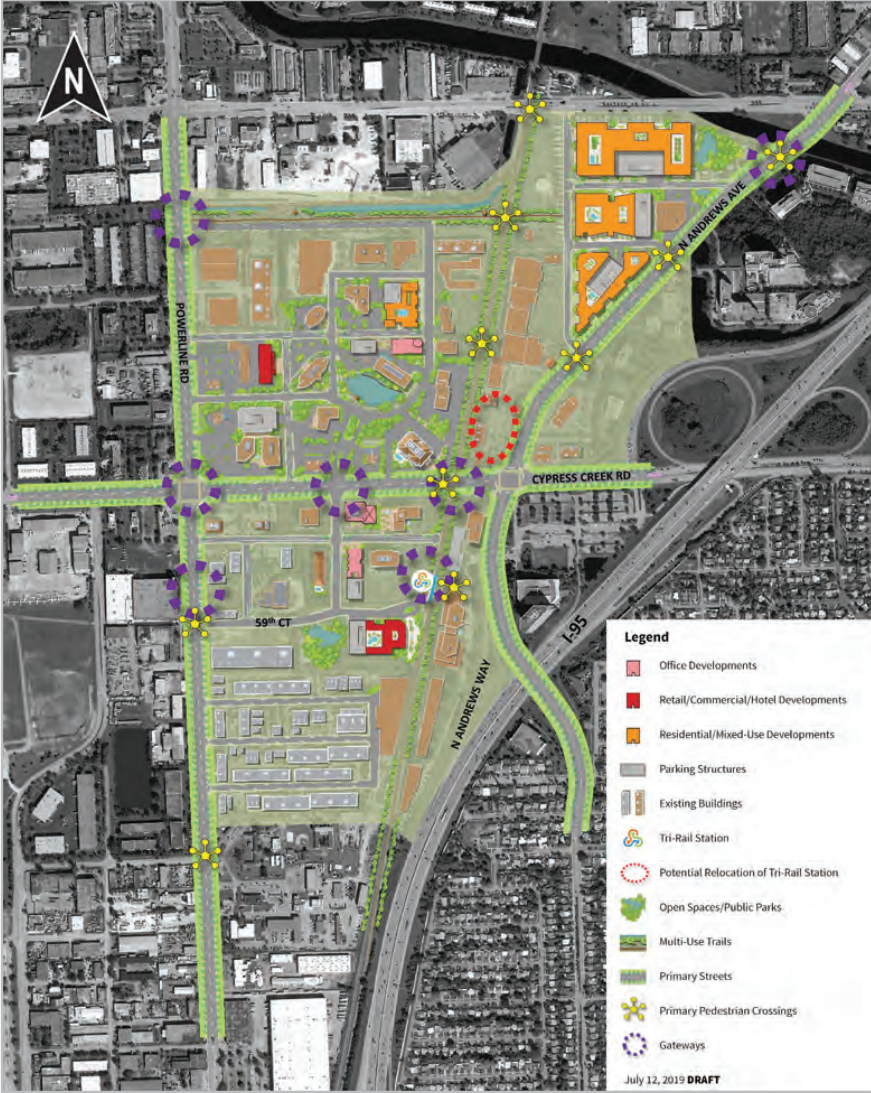 N
N ANDREWS AVE
POWERLINE RD
CYPRESS CREEK RD
59th CT
I-95
N ANDREWS WAY
Legend
Office Developments
Retail/Commercial/Hotel Developments
Residential/Mixed-Use Developments
Parking Structures
Existing Buildings
Tri-Rail Station
Potential Relocation of Tri-Rail Station
Open Spaces/Public Parks
Multi-Use Trails
Primary Streets
Primary Pedestrian Crossings
Gateways
July 12, 2019 DRAFT